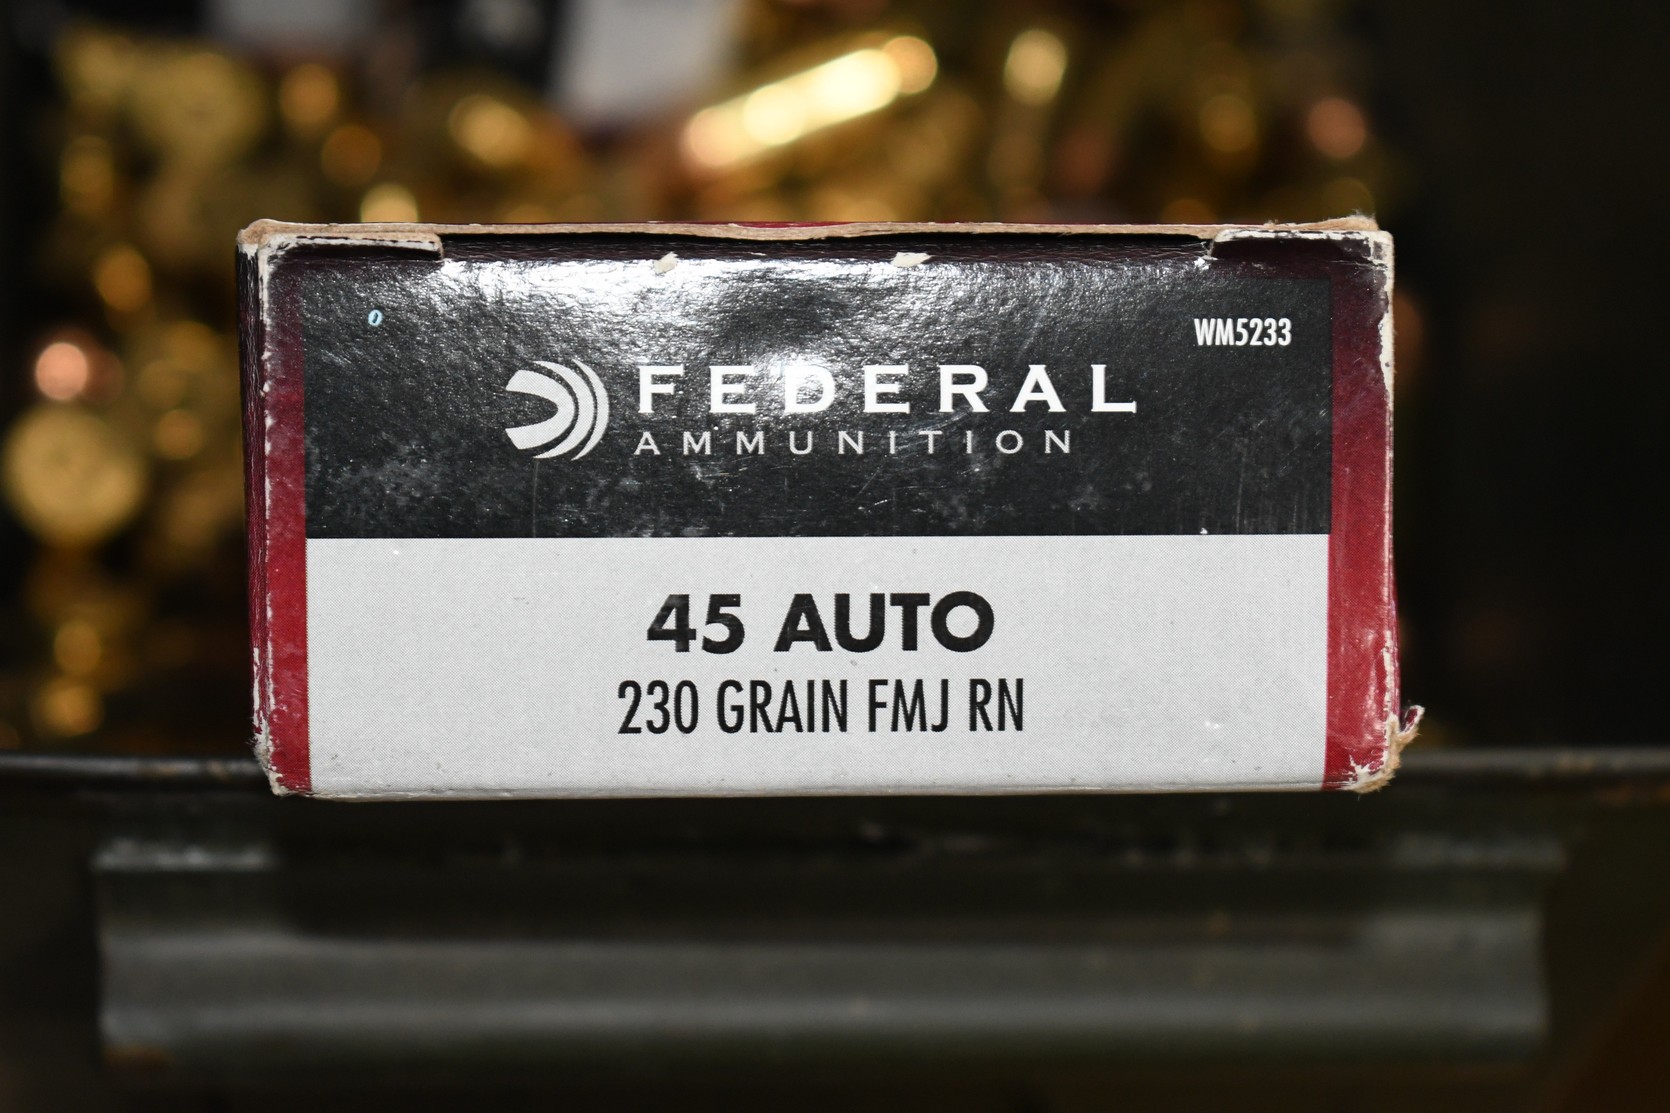 WM5233
FEDERAL
AMMUNITION
45 AUTO
230 GRAIN FMJ RN